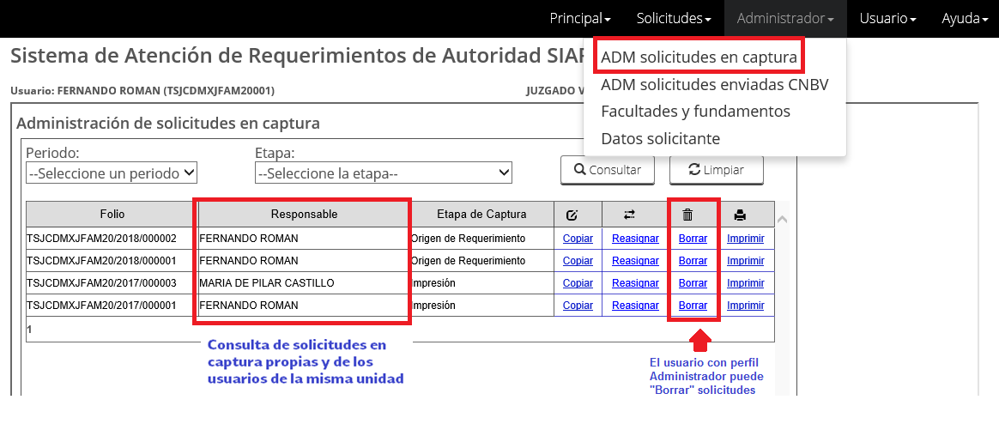 Principal Solicitudes Administrador Usuario Ayuda
ADM solicitudes en captura
ADM solicitudes enviadas CNBV
Facultades y fundamentos
Datos solicitante
Sistema de Atención de Requerimientos de Autoridad
Usuario: FERNANDO ROMAN (TSJCDMXJFAM20001) JUZGADO
Administración de solicitudes en captura
Periodo: Etapa:
--Seleccione un periodo --Seleccione la etapa-- Consultar Limpiar
Folio Responsable Etapa de Captura
TSJCDMXJFAM20/2018/000002 FERNANDO ROMAN Origen de Requerimiento Copiar Reasignar Borrar Imprimir
TSJCDMXJFAM20/2018/000001 FERNANDO ROMAN Origen de Requerimiento Copiar Reasignar Borrar Imprimir
TSJCDMXJFAM20/2017/000003 MARIA DE PILAR CASTILLO Impresión Copiar Reasignar Borrar Imprimir
TSJCDMXJFAM20/2017/000001 FERNANDO ROMAN Impresión Copiar Reasignar Borrar Imprimir
1
Consulta de solicitudes en
captura propias y de los
usuarios de la misma unidad
El usuario con perfil
Administrador puede
"Borrar" solicitudes